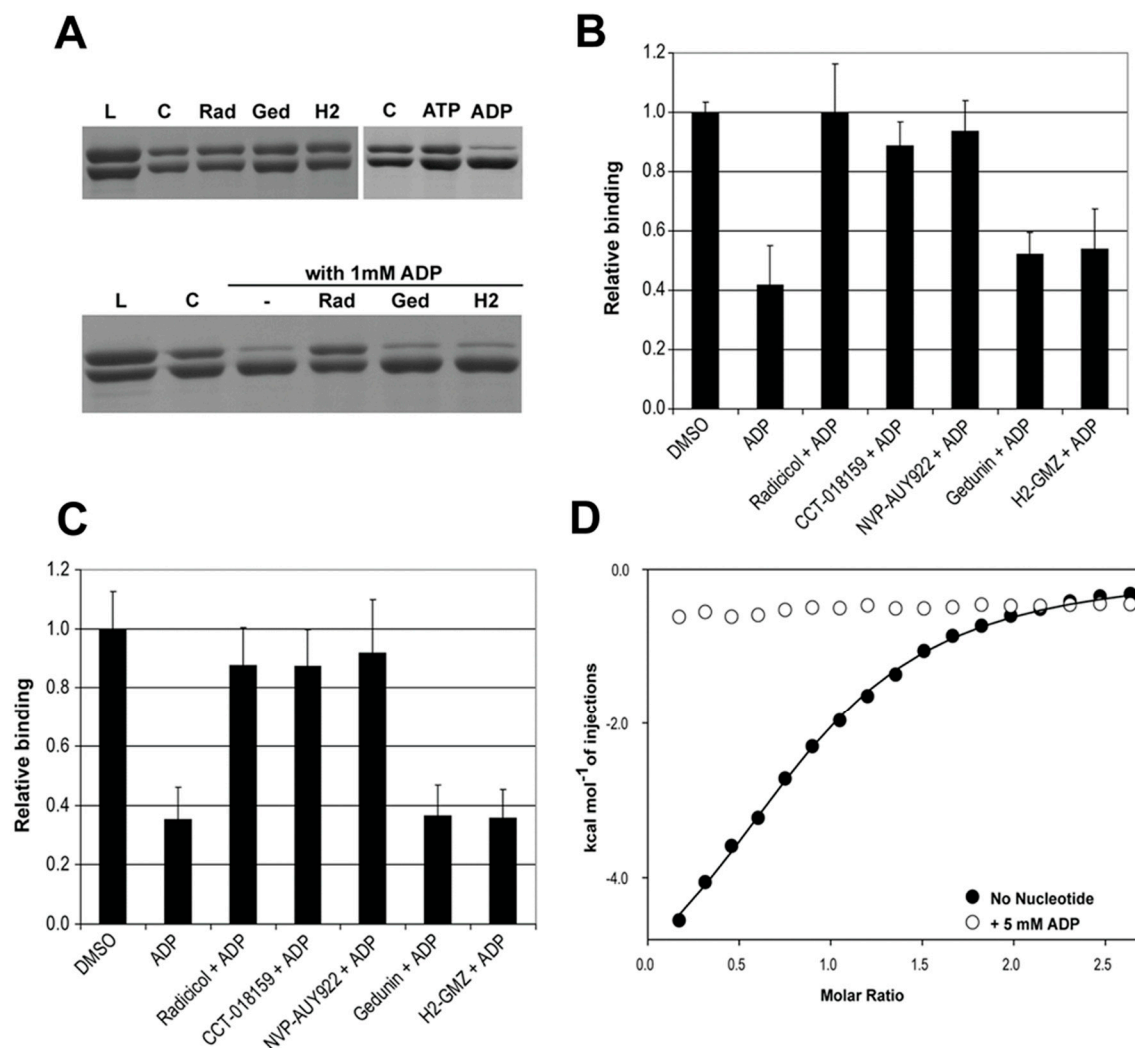 A
L C Rad Ged H2 C ATP ADP
with 1mM ADP
L C - Rad Ged H2
B
1.2
1.0
0.8
0.6
0.4
0.2
0.0
Relative binding
DMSO
ADP
Radicicol + ADP
CCT-018159 + ADP
NVP-AUY922 + ADP
Gedunin + ADP
H2-GMZ + ADP
C
1.2
1.0
0.8
0.6
0.4
0.2
0.0
Relative binding
DMSO
ADP
Radicicol + ADP
CCT-018159 + ADP
NVP-AUY922 + ADP
Gedunin + ADP
H2-GMZ + ADP
D
0.0
-2.0
-4.0
kcal mol-1 of injections
No Nucleotide
+ 5 mM ADP
0.0 0.5 1.0 1.5 2.0 2.5
Molar Ratio